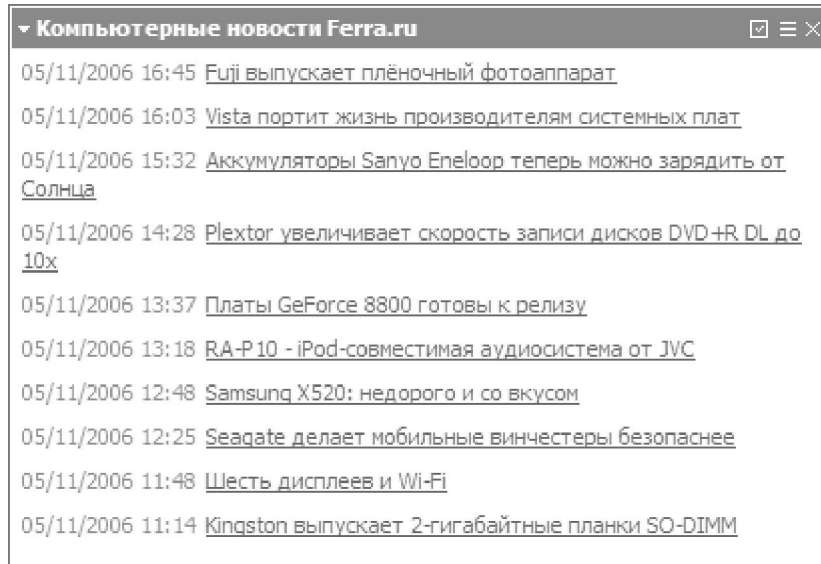 Компьютерные новости Ferra.ru
05/11/2006 16:45 Fuji выпускает плёночный фотоаппарат
05/11/2006 16:03 Vista портит жизнь производителям системных плат
05/11/2006 15:32 Аккумуляторы Sanyo Eneloop теперь можно зарядить от
Солнца
05/11/2006 14:28 Plextor увеличивает скорость записи дисков DVD+R DL до
10x
05/11/2006 13:37 Платы GeForce 8800 готовы к релизу
05/11/2006 13:18 RA-P10 - iPod-совместимая аудиосистема от JVC
05/11/2006 12:48 Samsung X520: недорого и со вкусом
05/11/2006 12:25 Seagate делает мобильные винчестеры безопаснее
05/11/2006 11:48 Шесть дисплеев и Wi-Fi
05/11/2006 11:14 Kingston выпускает 2-гигабайтные планки SO-DIMM